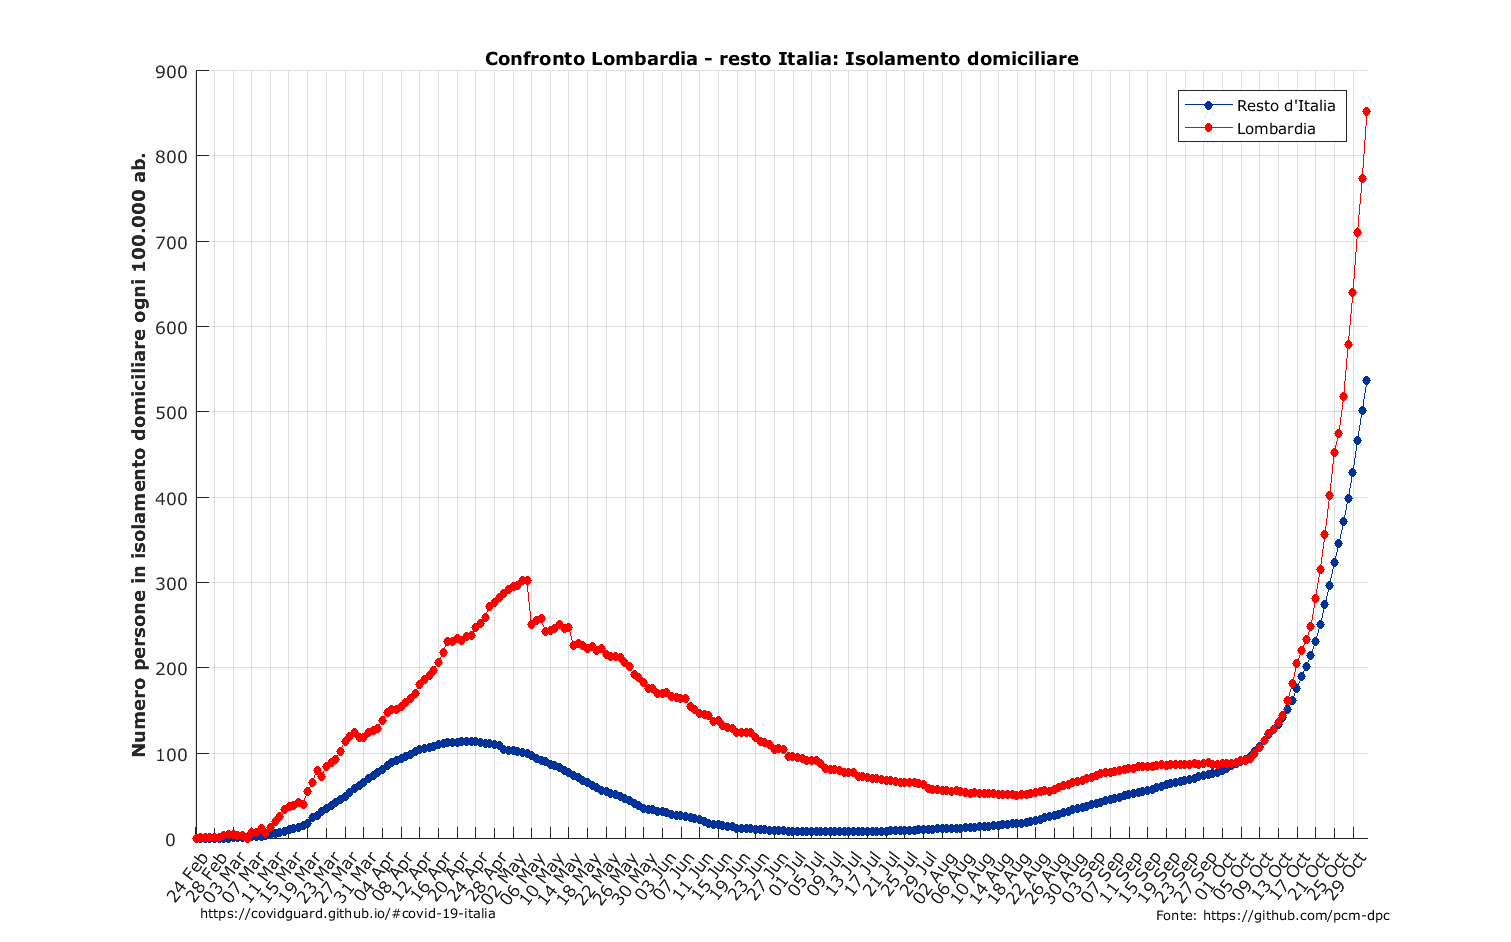 Confronto Lombardia - resto Italia: Isolamento domiciliare
Numero persone in isolamento domiciliare ogni 100.000 ab.
900
800
700
600
500
400
300
200
100
0
Resto d'Italia
Lombardia
24 Feb
28 Feb
03 Mar
07 Mar
11 Mar
15 Mar
19 Mar
23 Mar
27 Mar
31 Mar
04 Apr
08 Apr
12 Apr
16 Apr
20 Apr
24 Apr
28 Apr
02 May
06 May
10 May
14 May
18 May
22 May
26 May
30 May
03 Jun
07 Jun
11 Jun
15 Jun
19 Jun
23 Jun
27 Jun
01 Jul
05 Jul
09 Jul
13 Jul
17 Jul
21 Jul
25 Jul
29 Jul
02 Aug
06 Aug
10 Aug
14 Aug
18 Aug
22 Aug
26 Aug
30 Aug
03 Sep
07 Sep
11 Sep
15 Sep
19 Sep
23 Sep
27 Sep
01 Oct
05 Oct
09 Oct
13 Oct
17 Oct
21 Oct
25 Oct
29 Oct
https://covidguard.github.io/#covid-19-italia
Fonte: https://github.com/pcm-dpc